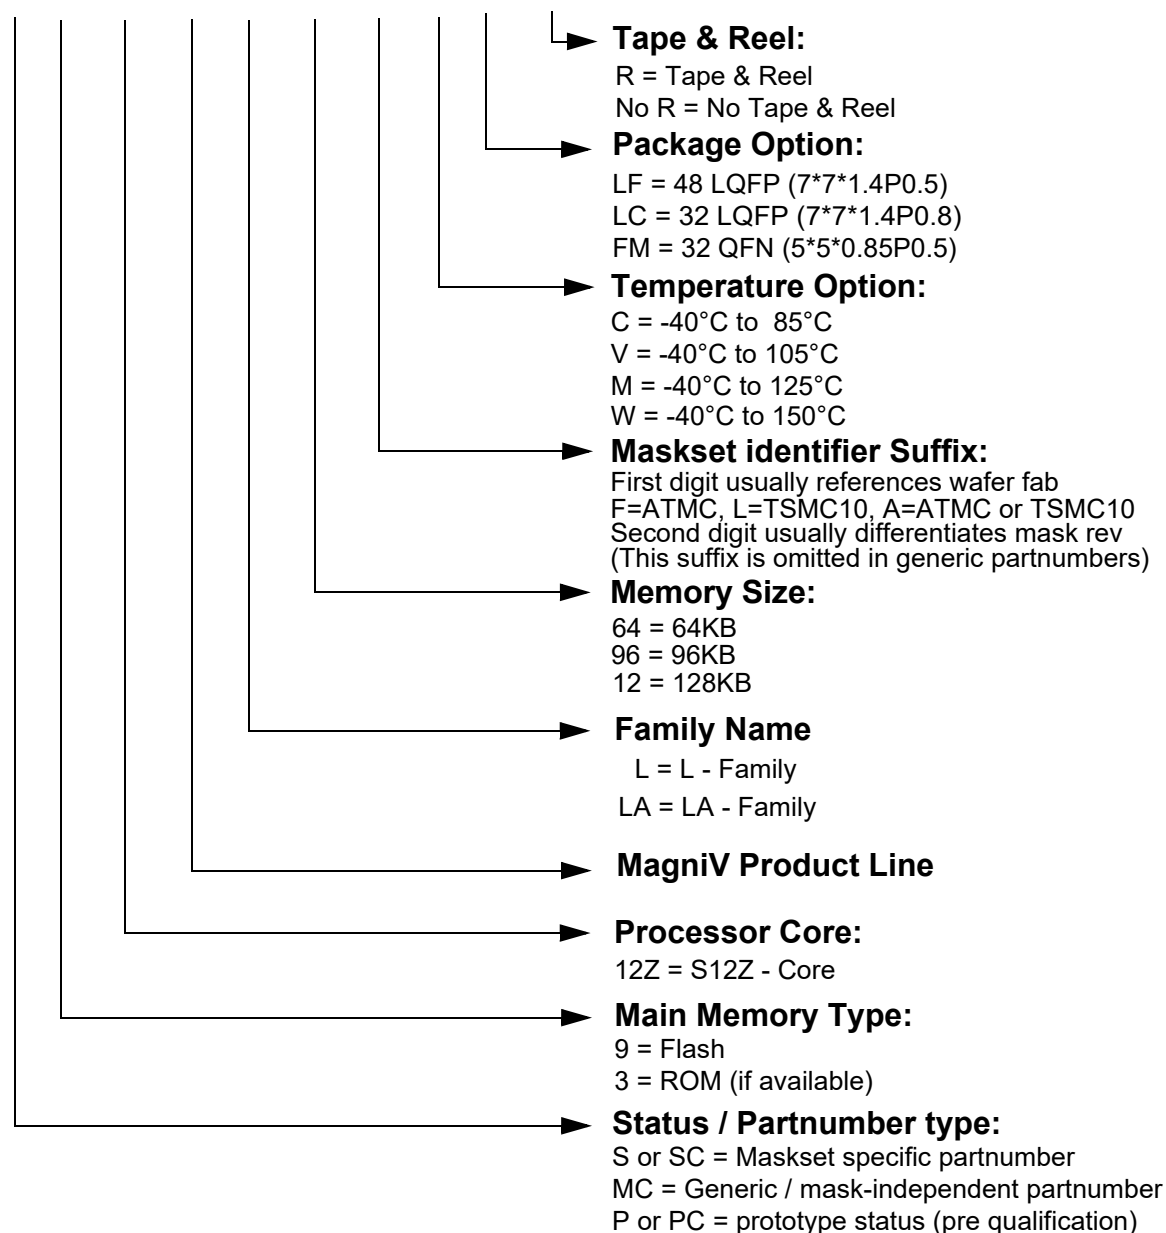 Tape & Reel:
R = Tape & Reel
No R = No Tape & Reel
Package Option:
LF = 48 LQFP (7*7*1.4P0.5)
LC = 32 LQFP (7*7*1.4P0.8)
FM = 32 QFN (5*5*0.85P0.5)
Temperature Option:
C = -40°C to  85°C
V = -40°C to 105°C
M = -40°C to 125°C
W = -40°C to 150°C
Maskset identifier Suffix:
First digit usually references wafer fab
F=ATMC, L=TSMC10, A=ATMC or TSMC10
Second digit usually differentiates mask rev
(This suffix is omitted in generic partnumbers)
Memory Size:
64 = 64KB
96 = 96KB
12 = 128KB
Family Name
L = L - Family
LA = LA - Family
MagniV Product Line
Processor Core:
12Z = S12Z - Core
Main Memory Type:
9 = Flash
3 = ROM (if available)
Status / Partnumber type:
S or SC = Maskset specific partnumber
MC = Generic / mask-independent partnumber
P or PC = prototype status (pre qualification)